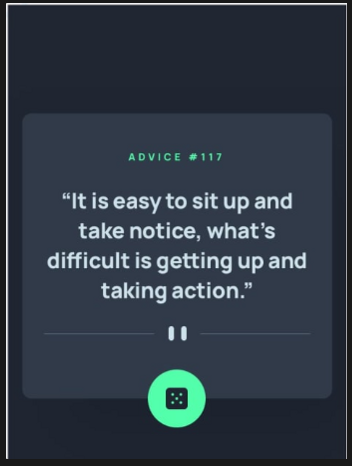 ADVICE #117
“It is easy to sit up and
take notice, what’s
difficult is getting up and
taking action.”